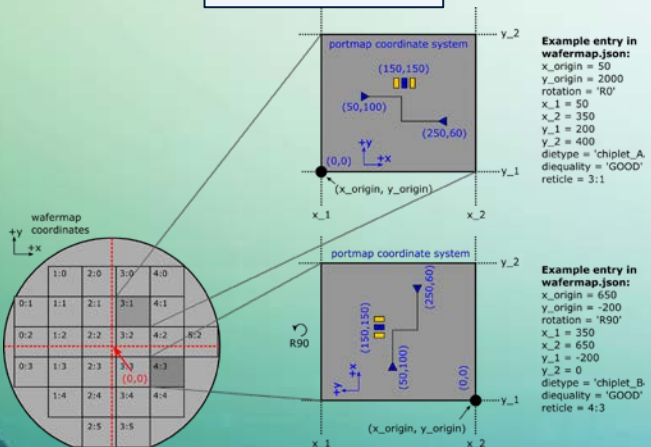 portmap coordinate system
y_2
(150,150)
(50,100)
(250,60)
+y
+x
(0,0)
y_1
(x_origin, y_origin)
x_1
x_2
Example entry in
wafermap.json:
x_origin = 50
y_origin = 2000
rotation = 'R0'
x_1 = 50
x_2 = 350
y_1 = 200
y_2 = 400
dietype = 'chiplet_A
diequality = 'GOOD'
reticle = 3:1
wafermap
coordinates
+y
+x
1:0 2:0 3:0 4:0
0:1 1:1 2:1 3:1 4:1
0:2 1:2 2:2 3:2 4:2 5:2
0:3 1:3 2:3 3:3 4:3
(0,0)
1:4 2:4 3:4 4:4
2:5 3:5
portmap coordinate system
y_2
(250,60)
(150,150)
R90
(50,100)
(0,0)
+y
+x
y_1
(x_origin, y_origin)
x_1
x_2
Example entry in
wafermap.json:
x_origin = 650
y_origin = -200
rotation = 'R90'
x_1 = 350
x_2 = 650
y_1 = -200
y_2 = 0
dietype = 'chiplet_B
diequality = 'GOOD'
reticle = 4:3